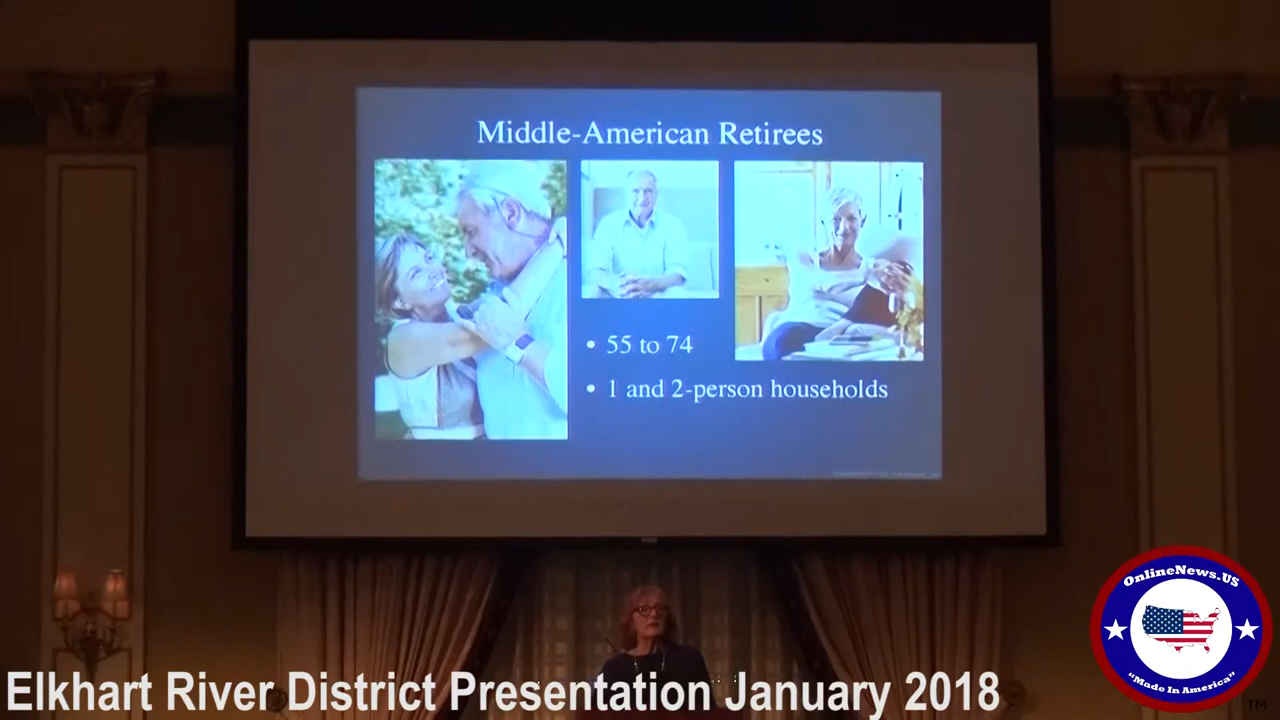 Middle-American Retirees
• 55 to 74
• 1 and 2-person households
OnlineNews.US
"Made In America"
TM
Elkhart River District Presentation January 2018